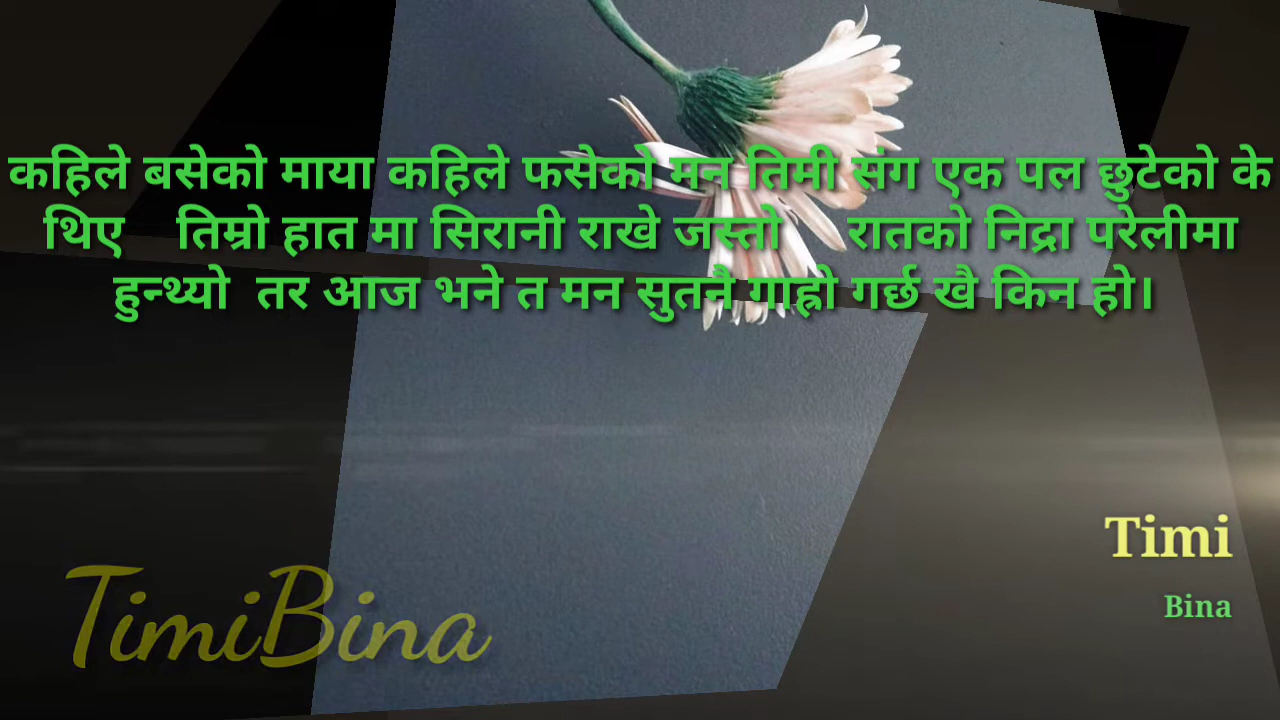 कहिले बसेको माया कहिले फसेको मन तिमी संग एक पल छुटेको के
थिए तिम्रो हात मा सिरानी राखे जस्तो रातको निद्रा परेलीमा
हुन्थ्यो तर आज भने त मन सुतनै गाह्रो गर्छ खै किन हो।
Timi
Bina
TimiBina